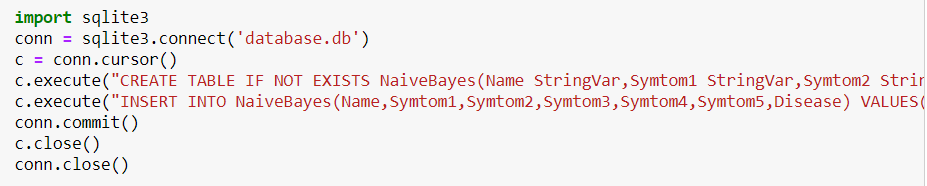 import sqlite3
conn = sqlite3.connect('database.db')
c = conn.cursor()
c.execute("CREATE TABLE IF NOT EXISTS NaiveBayes(Name StringVar,Symtom1 StringVar,Symtom2 Strin
c.execute("INSERT INTO NaiveBayes(Name,Symtom1,Symtom2,Symtom3,Symtom4,Symtom5,Disease) VALUES(
conn.commit()
c.close()
conn.close()